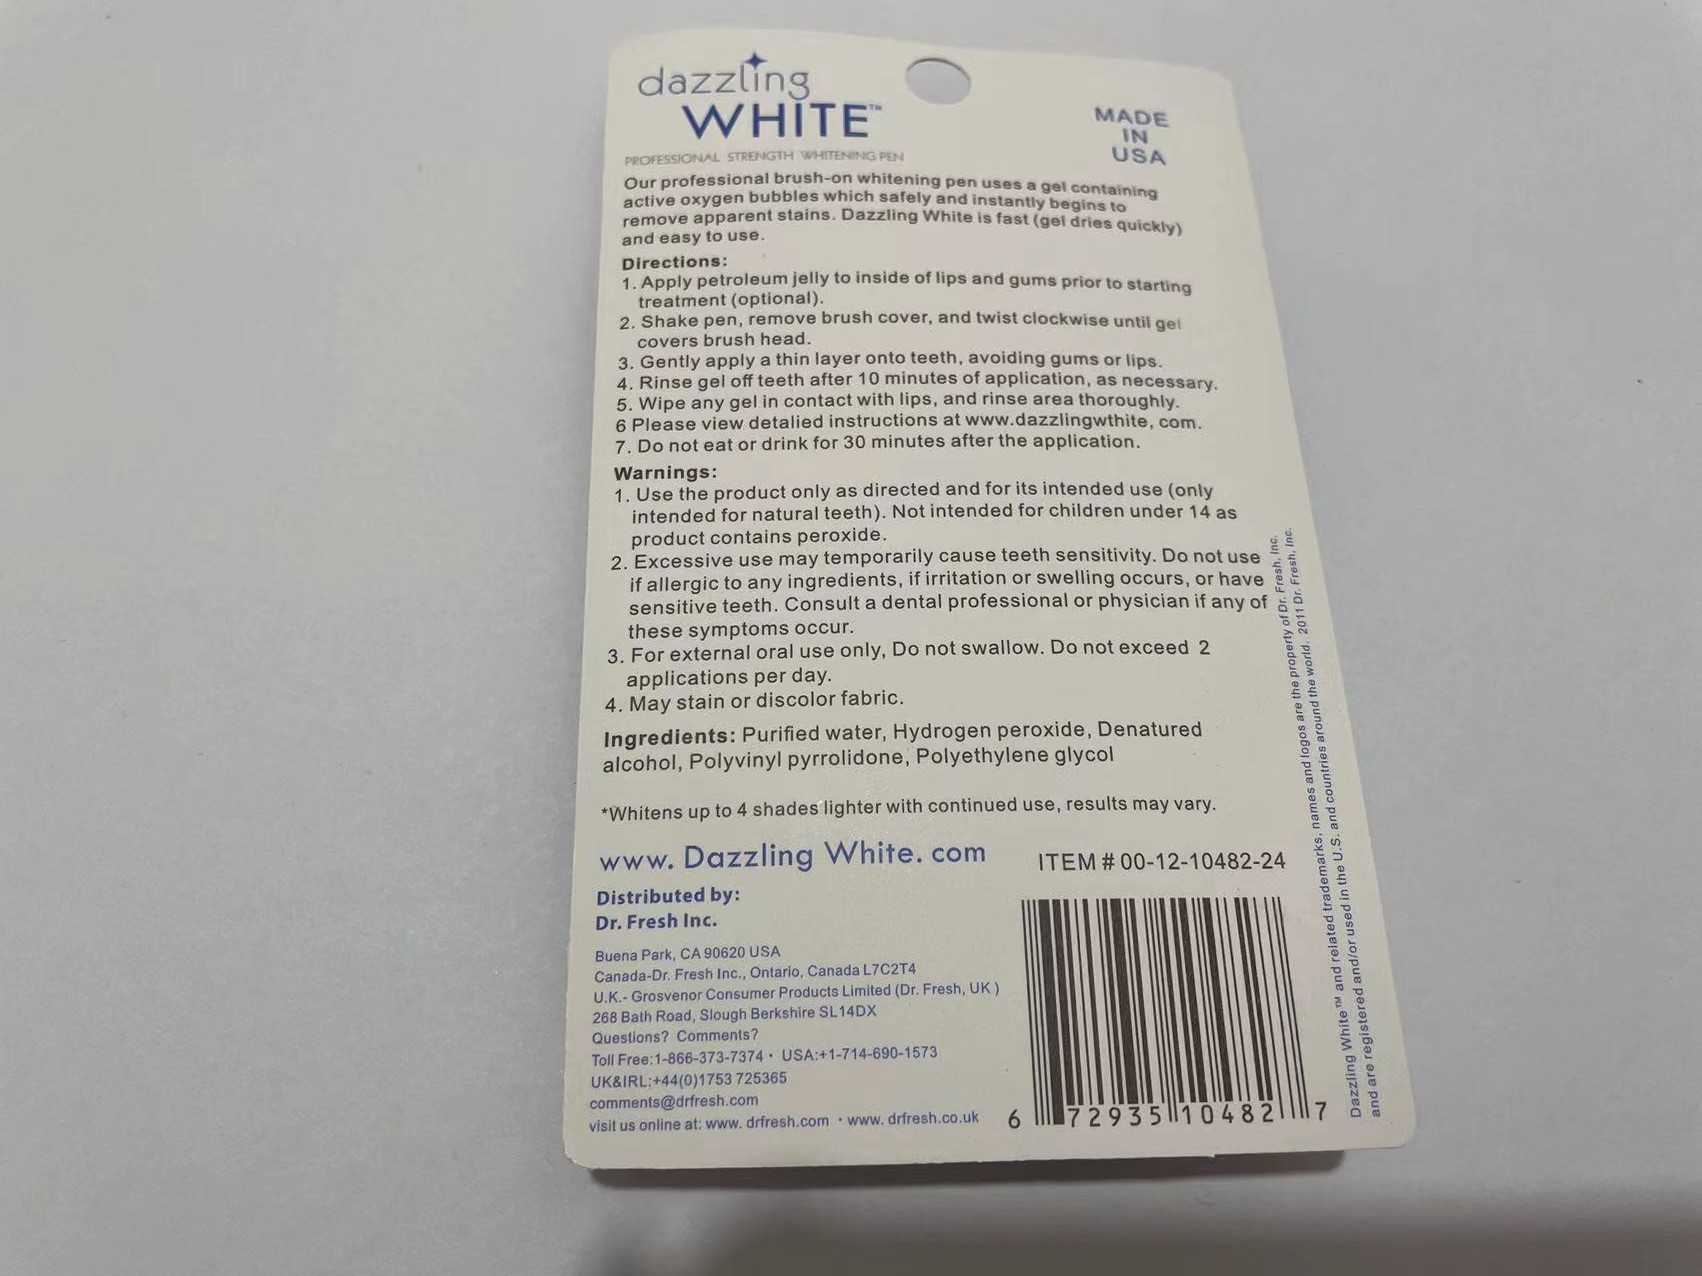 dazzling
WHITE™
MADE
IN
USA
PROFESSIONAL STRENGTH WHITENING PEN
Our professional brush-on whitening pen uses a gel containing
active oxygen bubbles which safely and instantly begins to
remove apparent stains. Dazzling White is fast (gel dries quickly)
and easy to use.
Directions:
1. Apply petroleum jelly to inside of lips and gums prior to starting
treatment (optional).
2. Shake pen, remove brush cover, and twist clockwise until gel
covers brush head.
3. Gently apply a thin layer onto teeth, avoiding gums or lips.
4. Rinse gel off teeth after 10 minutes of application, as necessary.
5. Wipe any gel in contact with lips, and rinse area thoroughly.
6 Please view detalied instructions at www.dazzlingwthite, com.
7. Do not eat or drink for 30 minutes after the application.
Warnings:
1. Use the product only as directed and for its intended use (only
intended for natural teeth). Not intended for children under 14 as
product contains peroxide.
2. Excessive use may temporarily cause teeth sensitivity. Do not use
if allergic to any ingredients, if irritation or swelling occurs, or have
sensitive teeth. Consult a dental professional or physician if any of
these symptoms occur.
3. For external oral use only, Do not swallow. Do not exceed 2
applications per day.
4. May stain or discolor fabric.
Ingredients: Purified water, Hydrogen peroxide, Denatured
alcohol, Polyvinyl pyrrolidone, Polyethylene glycol
*Whitens up to 4 shades lighter with continued use, results may vary.
www. Dazzling White. com
ITEM # 00-12-10482-24
Distributed by:
Dr. Fresh Inc.
Buena Park, CA 90620 USA
Canada-Dr. Fresh Inc., Ontario, Canada L7C2T4
U.K.- Grosvenor Consumer Products Limited (Dr. Fresh, UK )
268 Bath Road, Slough Berkshire SL14DX
Questions? Comments?
Toll Free:1-866-373-7374 · USA:+1-714-690-1573
UK&IRL:+44(0)1753 725365
comments@drfresh.com
visit us online at: www. drfresh.com · www. drfresh.co.uk
6 72935 10482 7
Dazzling White™ and related trademarks, names and logos are the property of Dr. Fresh, Inc.
and are registered and/or used in the U.S. and countries around the world. 2011 Dr. Fresh, Inc.